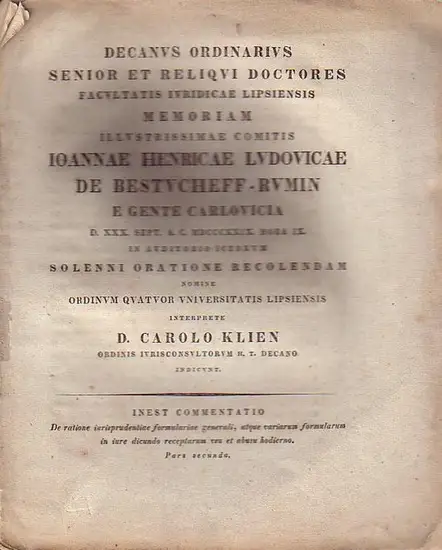 DECANVS ORDINARIVS
SENIOR ET RELIQVI DOCTORES
FACVLTATIS IVRIDICAE LIPSIENSIS
MEMORIAM
ILLVSTRISSIMAE COMITIS
IOANNAE HENRICAE LVDOVICAE
DE BESTVCHEFF-RVMIN
E GENTE CARLOVICIA
D. XXX. SEPT. A. C. MDCCCXXIX. HORA IX.
IN AVDITORIO ICTORVM
SOLENNI ORATIONE RECOLENDAM
NOMINE
ORDINVM QVATVOR VNIVERSITATIS LIPSIENSIS
INTERPRETE
D. CAROLO KLIEN
ORDINIS IVRISCONSVLTORVM H. T. DECANO
INDICVNT.
INEST COMMENTATIO
De ratione iurisprudentiae formulariae generali, atque variarum formularum
in iure dicundo receptarum vsu et abusu hodierno.
Pars secunda.